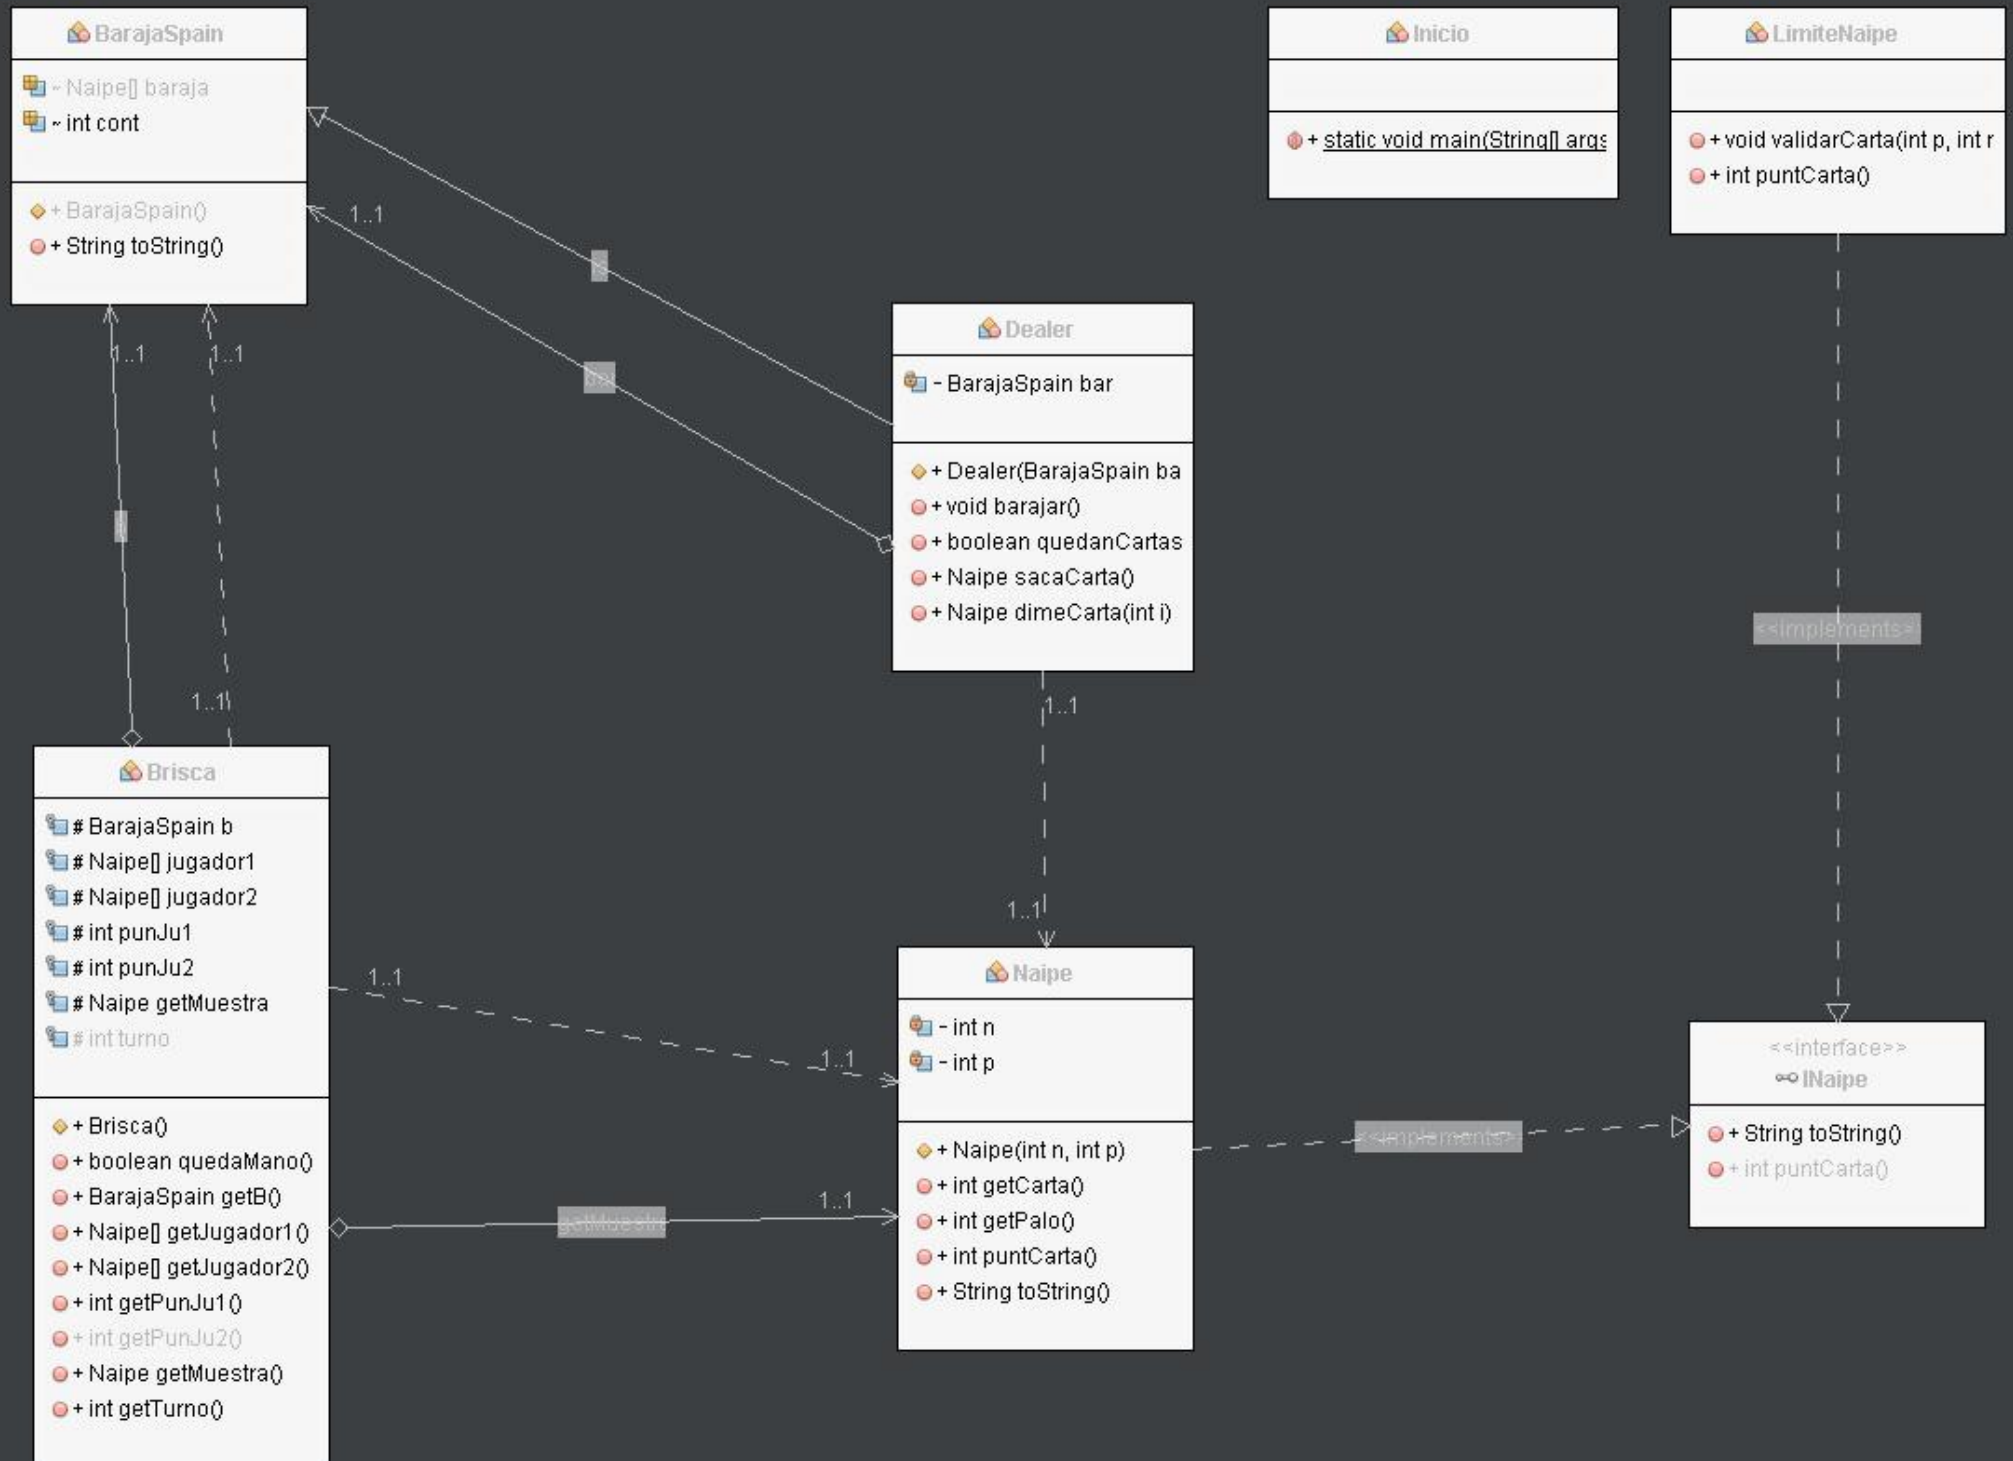 BarajaSpain
~ Naipe[] baraja
~ int cont
+ BarajaSpain()
+ String toString()
Inicio
+ static void main(String[] args
LimiteNaipe
+ void validarCarta(int p, int r
+ int puntCarta()
1..1
Dealer
- BarajaSpain bar
+ Dealer(BarajaSpain ba
+ void barajar()
+ boolean quedanCartas
+ Naipe sacaCarta()
+ Naipe dimeCarta(int i)
1..1
1..1
bar
<<implements>
1..1
1..1
1..1
Brisca
# BarajaSpain b
# Naipe[] jugador1
# Naipe[] jugador2
# int punJu1
# int punJu2
# Naipe getMuestra
# int turno
+ Brisca()
+ boolean quedaMano()
+ BarajaSpain getB()
+ Naipe[] getJugador1()
+ Naipe[] getJugador2()
+ int getPunJu1()
+ int getPunJu2()
+ Naipe getMuestra()
+ int getTurno()
1..1
1..1
getMuestr
1..1
Naipe
- int n
- int p
+ Naipe(int n, int p)
+ int getCarta()
+ int getPalo()
+ int puntCarta()
+ String toString()
<<implements>
<<interface>>
INaipe
+ String toString()
+ int puntCarta()